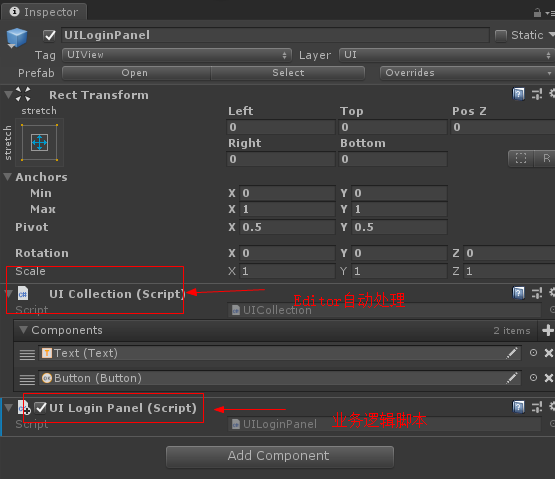 Inspector
UILoginPanel
Static
Tag UIView Layer UI
Prefab Open Select Overrides
Rect Transform
stretch
Left Top Pos Z
stretch
0 0 0
Right Bottom
0 0
R
Anchors
Min X 0 Y 0
Max X 1 Y 1
Pivot X 0.5 Y 0.5
Rotation X 0 Y 0 Z 0
Scale X 1 Y 1 Z 1
UI Collection (Script)
Editor自动处理
Script UICollection
Components 2 items
Text (Text)
Button (Button)
UI Login Panel (Script)
业务逻辑脚本
Script UILoginPanel
Add Component